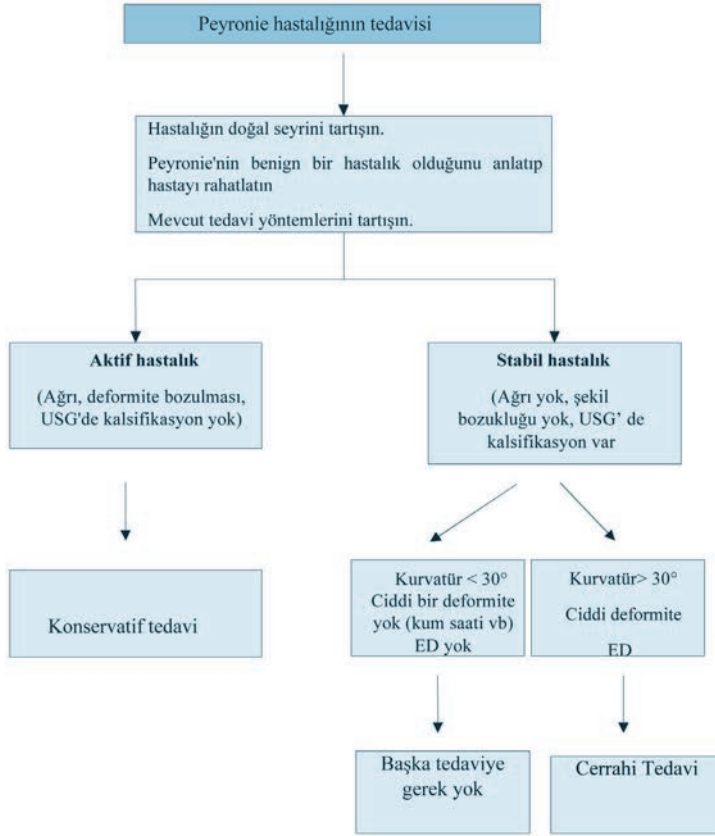 Peyronie hastalığının tedavisi
Hastalığın doğal seyrini tartışın.
Peyronie'nin benign bir hastalık olduğunu anlatıp
hastayı rahatlatın
Mevcut tedavi yöntemlerini tartışın.
Aktif hastalık
(Ağrı, deformite bozulması,
USG'de kalsifikasyon yok)
Stabil hastalık
(Ağrı yok, şekil
bozukluğu yok, USG’ de
kalsifikasyon var
Konservatif tedavi
Kurvatür < 30°
Ciddi bir deformite
yok (kum saati vb)
ED yok
Kurvatür> 30°
Ciddi deformite
ED
Başka tedaviye
gerek yok
Cerrahi Tedavi